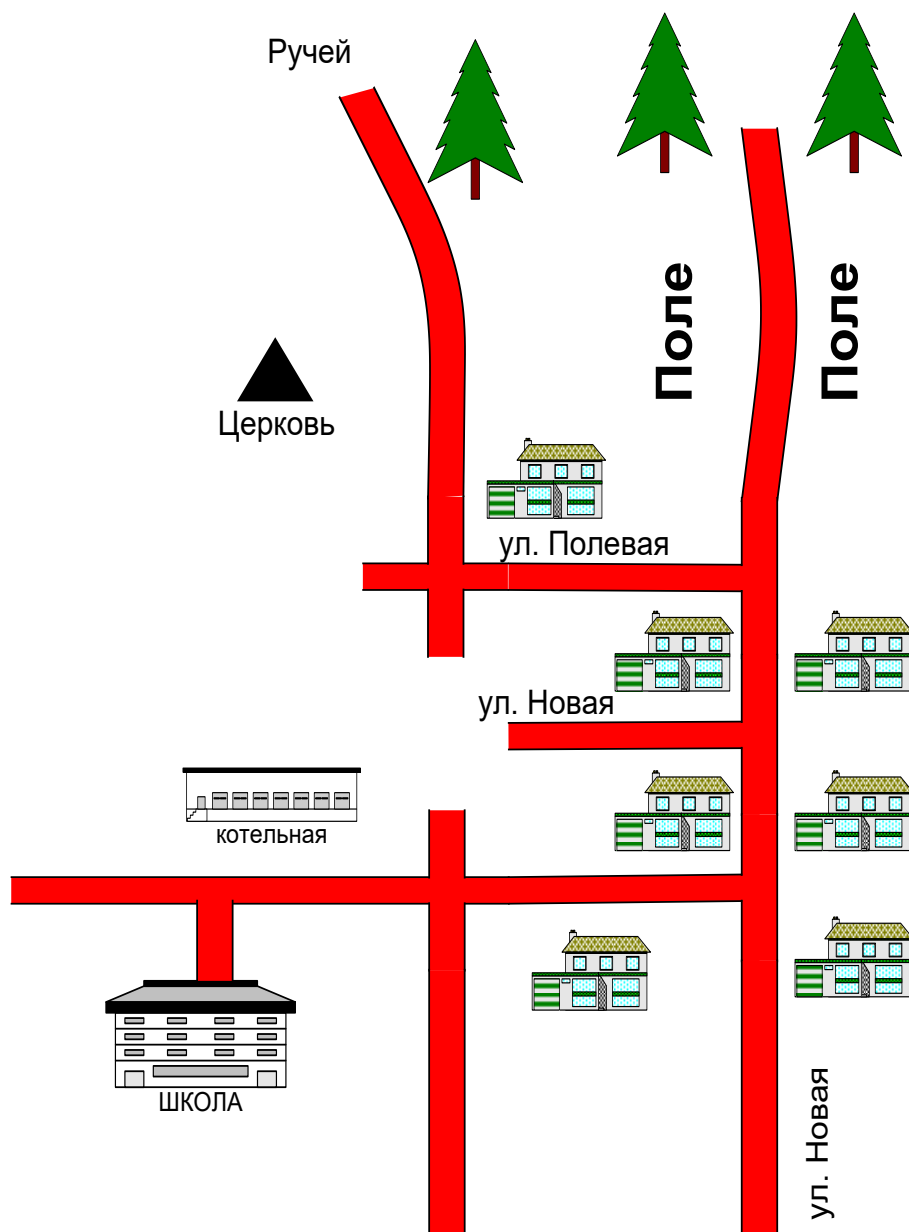 Ручей
Поле
Поле
Церковь
ул. Полевая
ул. Новая
котельная
ШКОЛА
ул. Новая